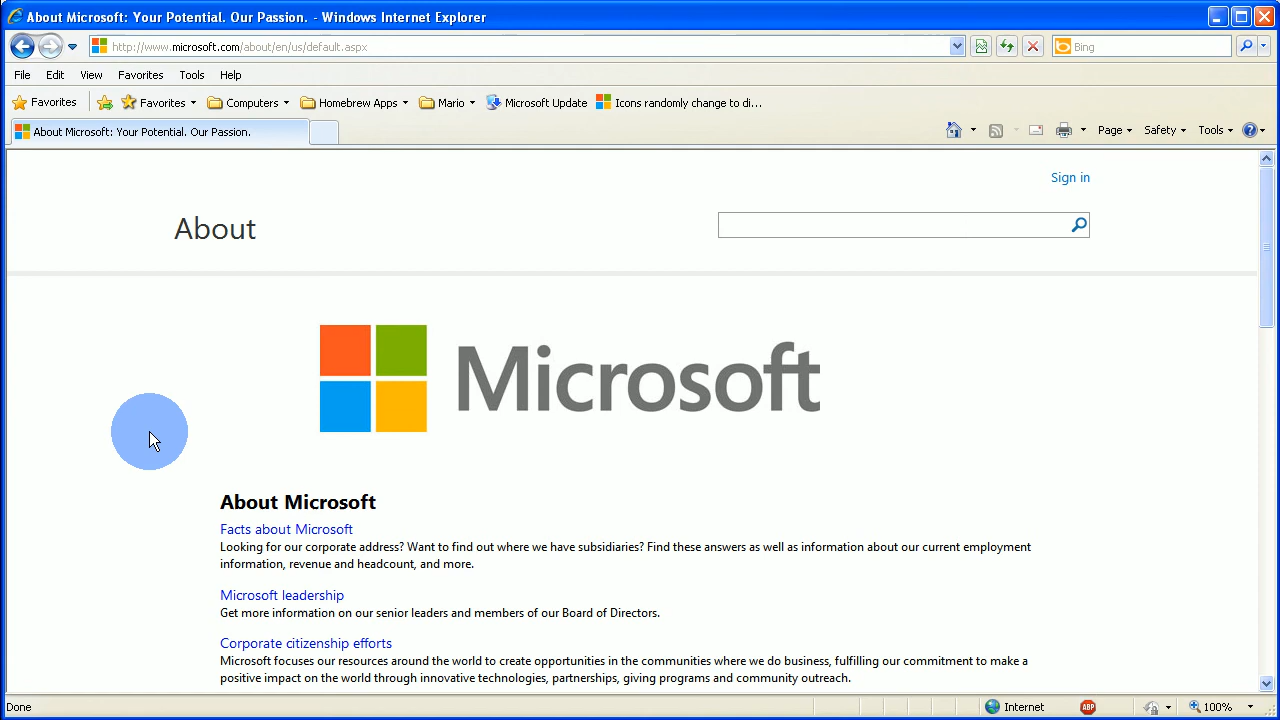 About Microsoft: Your Potential. Our Passion. - Windows Internet Explorer
http://www.microsoft.com/about/en/us/default.aspx
Bing
File Edit View Favorites Tools Help
Favorites Favorites Computers Homebrew Apps Mario Microsoft Update Icons randomly change to di...
About Microsoft: Your Potential. Our Passion.
Page Safety Tools
Sign in
About
Microsoft
About Microsoft
Facts about Microsoft
Looking for our corporate address? Want to find out where we have subsidiaries? Find these answers as well as information about our current employment
information, revenue and headcount, and more.
Microsoft leadership
Get more information on our senior leaders and members of our Board of Directors.
Corporate citizenship efforts
Microsoft focuses our resources around the world to create opportunities in the communities where we do business, fulfilling our commitment to make a
positive impact on the world through innovative technologies, partnerships, giving programs and community outreach.
Done Internet ABP 100%